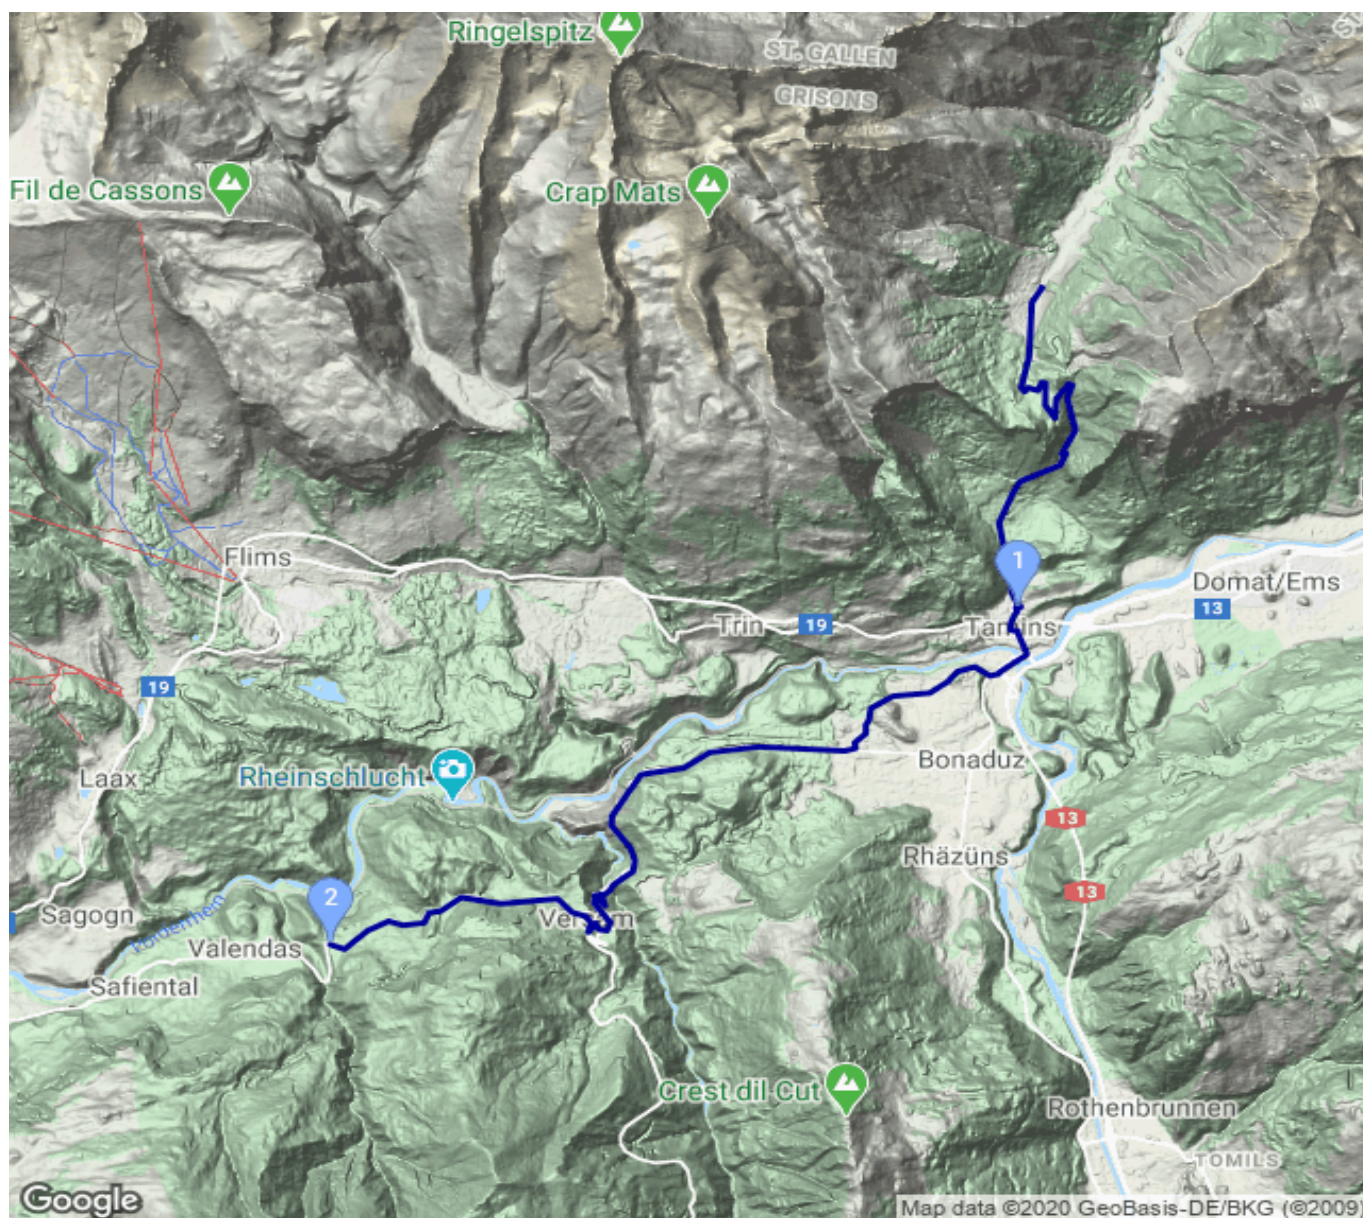 Ringelspitz
ST. GALLEN
GRISONS
Fil de Cassons
Crap Mats
Flims
1
Domat/Ems
13
Trin
19
19
Bonaduz
Rheinschlucht
Laax
13
Rhäzüns
13
2
Sagogn
Valendas
Safiental
Crest dil Cut
Rothenbrunnen
TOMILS
Google
Map data ©2020 GeoBasis-DE/BKG (©2009)